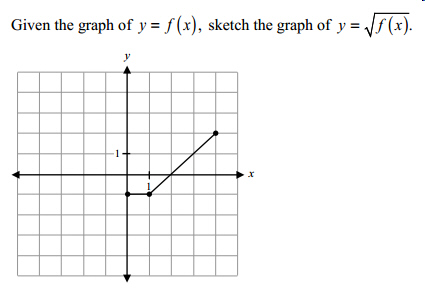 Given the graph of y = f(x), sketch the graph of y = √f(x).
y
1
x
1